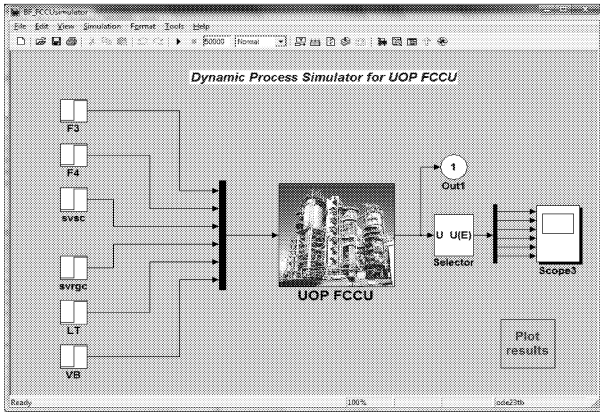 BF_FCCUsimulator
File Edit View Simulation Format Tools Help
50000 Normal
Dynamic Process Simulator for UOP FCCU
F3
F4
svsc
svrgc
LT
VB
UOP FCCU
1
Out1
U U(E)
Selector
Scope3
Plot
results
Ready 100% ode23tb